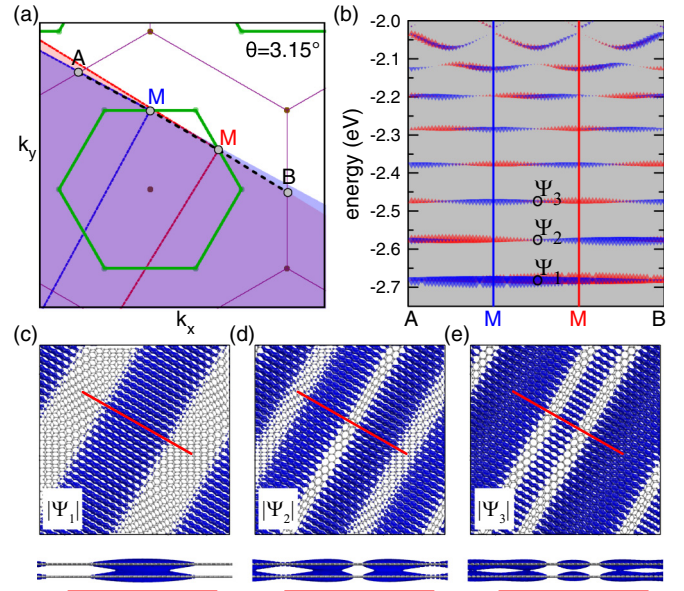 (a)
θ=3.15°
A
M
M
B
k_y
k_x
(b)
energy (eV)
-2.0
-2.1
-2.2
-2.3
-2.4
-2.5
-2.6
-2.7
Ψ_3
Ψ_2
Ψ_1
A M M B
(c) (d) (e)
|Ψ_1| |Ψ_2| |Ψ_3|